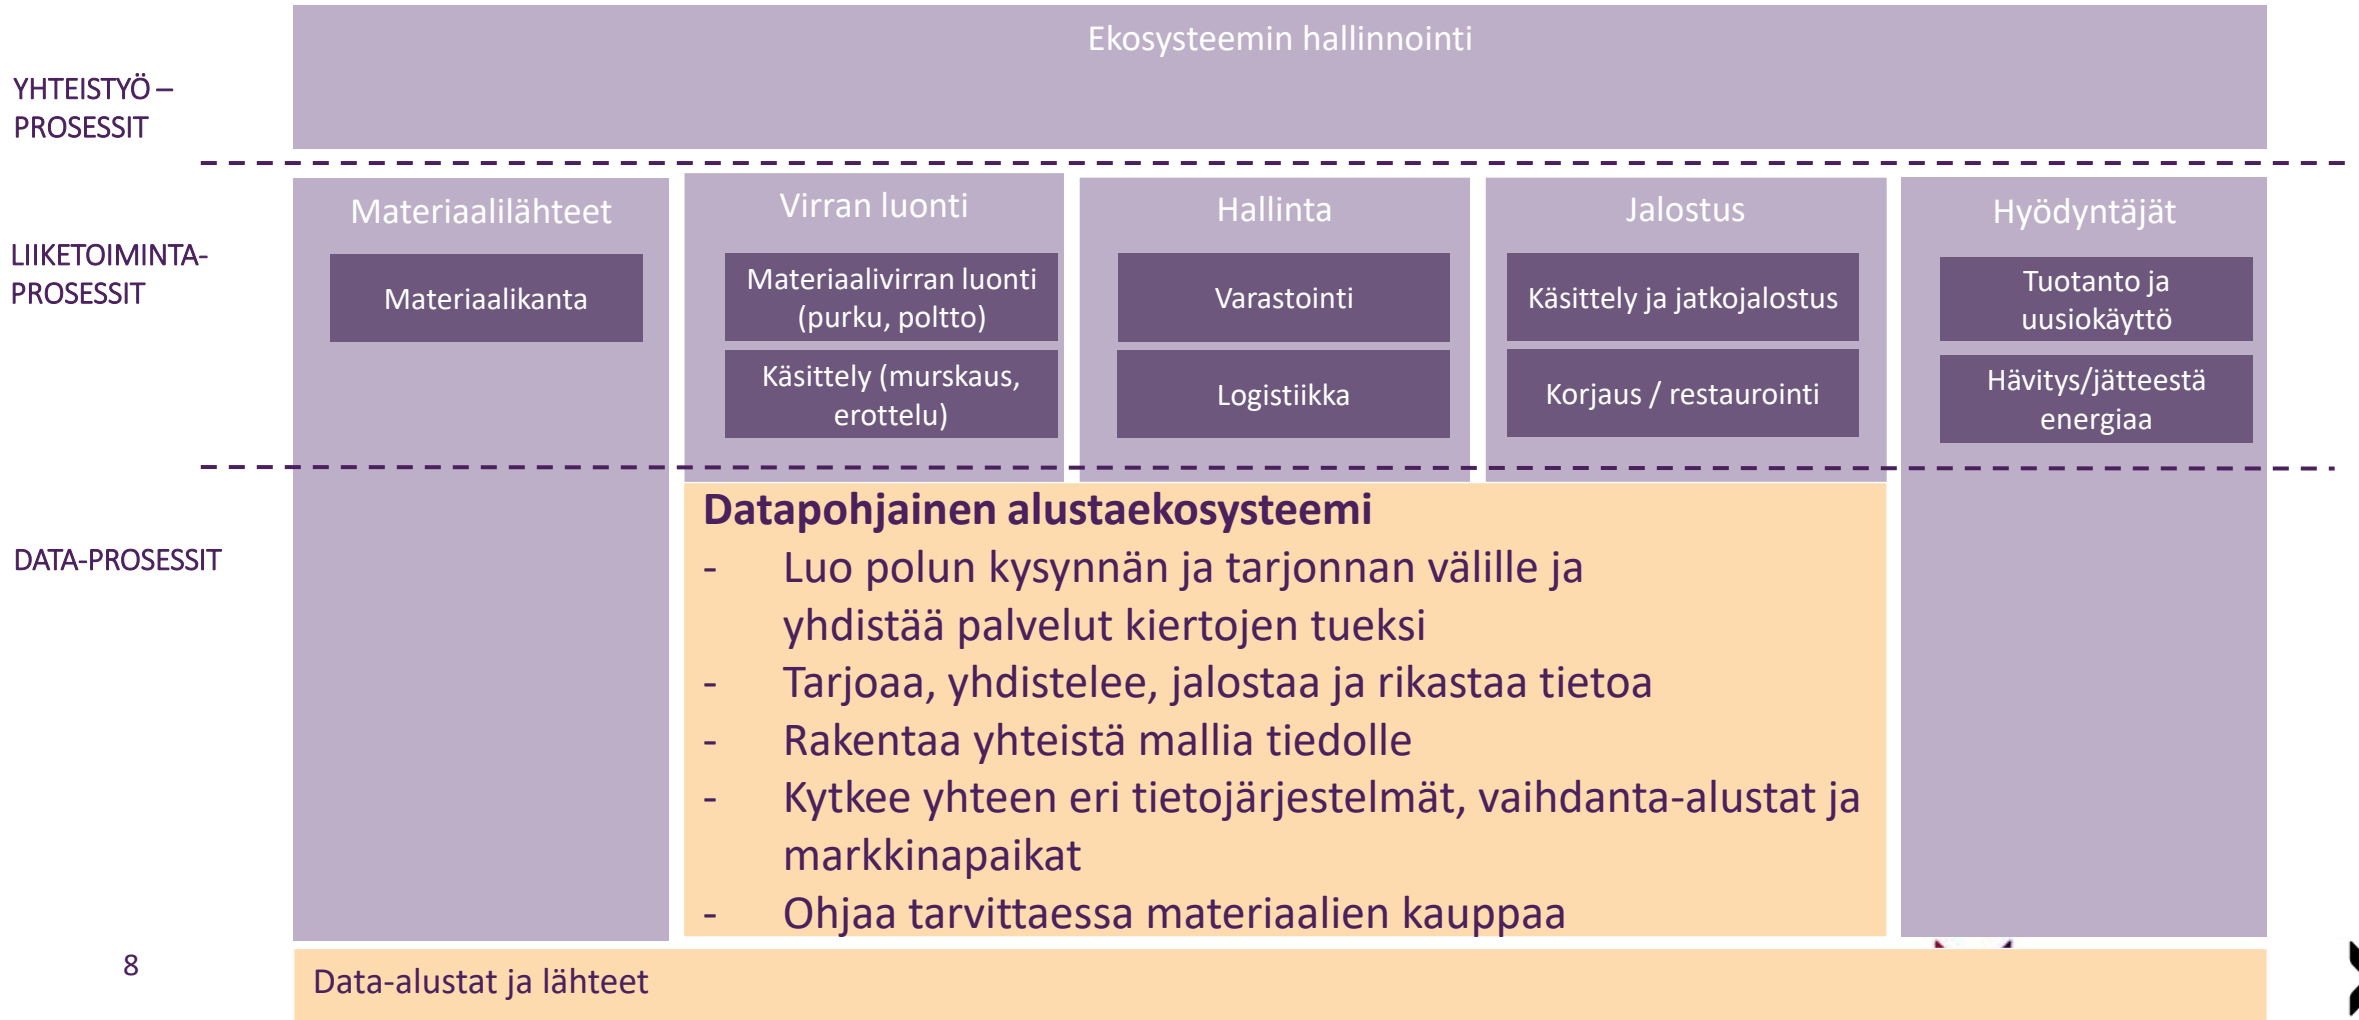 Ekosysteemin hallinnointi
YHTEISTYÖ –
PROSESSIT
LIIKETOIMINTA-
PROSESSIT
Materiaalilähteet
Materiaalikanta
Virran luonti
Materiaalivirran luonti
(purku, poltto)
Käsittely (murskaus,
erottelu)
Hallinta
Varastointi
Logistiikka
Jalostus
Käsittely ja jatkojalostus
Korjaus / restaurointi
Hyödyntäjät
Tuotanto ja
uusiokäyttö
Hävitys/jätteestä
energiaa
DATA-PROSESSIT
Datapohjainen alustaekosysteemi
- Luo polun kysynnän ja tarjonnan välille ja
yhdistää palvelut kiertojen tueksi
- Tarjoaa, yhdistelee, jalostaa ja rikastaa tietoa
- Rakentaa yhteistä mallia tiedolle
- Kytkee yhteen eri tietojärjestelmät, vaihdanta-alustat ja
markkinapaikat
- Ohjaa tarvittaessa materiaalien kauppaa
8
Data-alustat ja lähteet